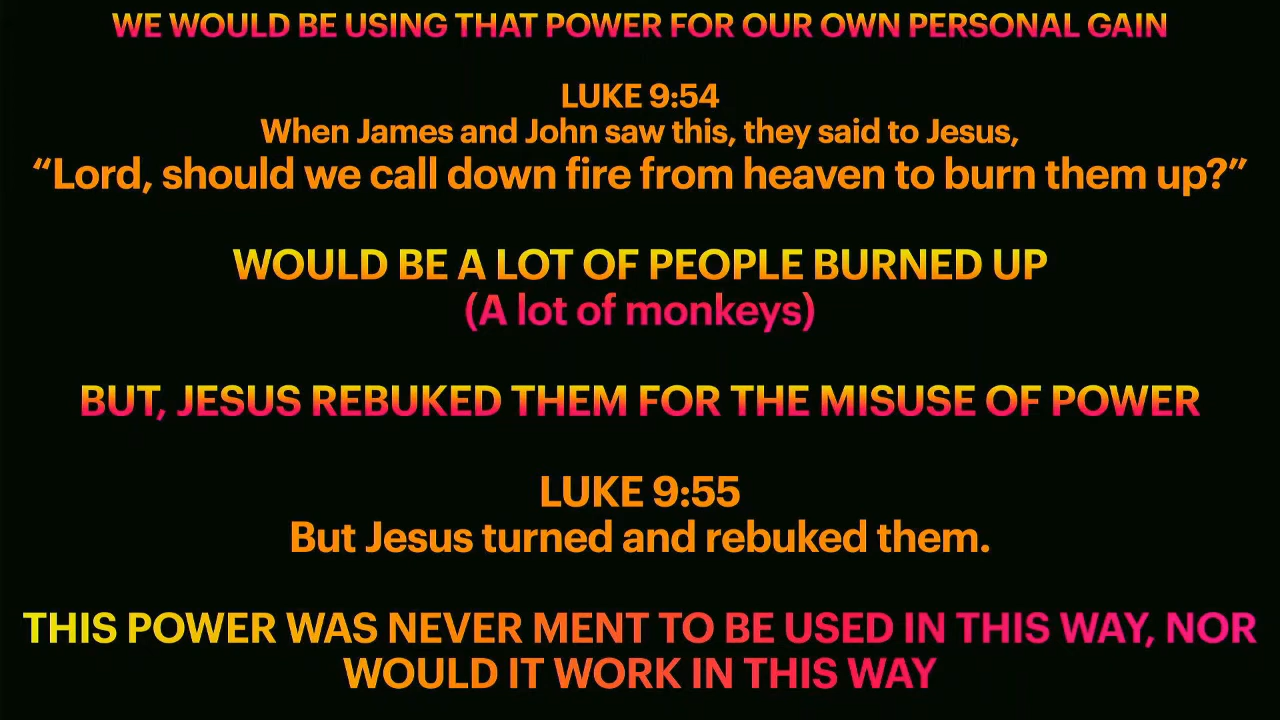 WE WOULD BE USING THAT POWER FOR OUR OWN PERSONAL GAIN
LUKE 9:54
When James and John saw this, they said to Jesus,
“Lord, should we call down fire from heaven to burn them up?”
WOULD BE A LOT OF PEOPLE BURNED UP
(A lot of monkeys)
BUT, JESUS REBUKED THEM FOR THE MISUSE OF POWER
LUKE 9:55
But Jesus turned and rebuked them.
THIS POWER WAS NEVER MENT TO BE USED IN THIS WAY, NOR
WOULD IT WORK IN THIS WAY